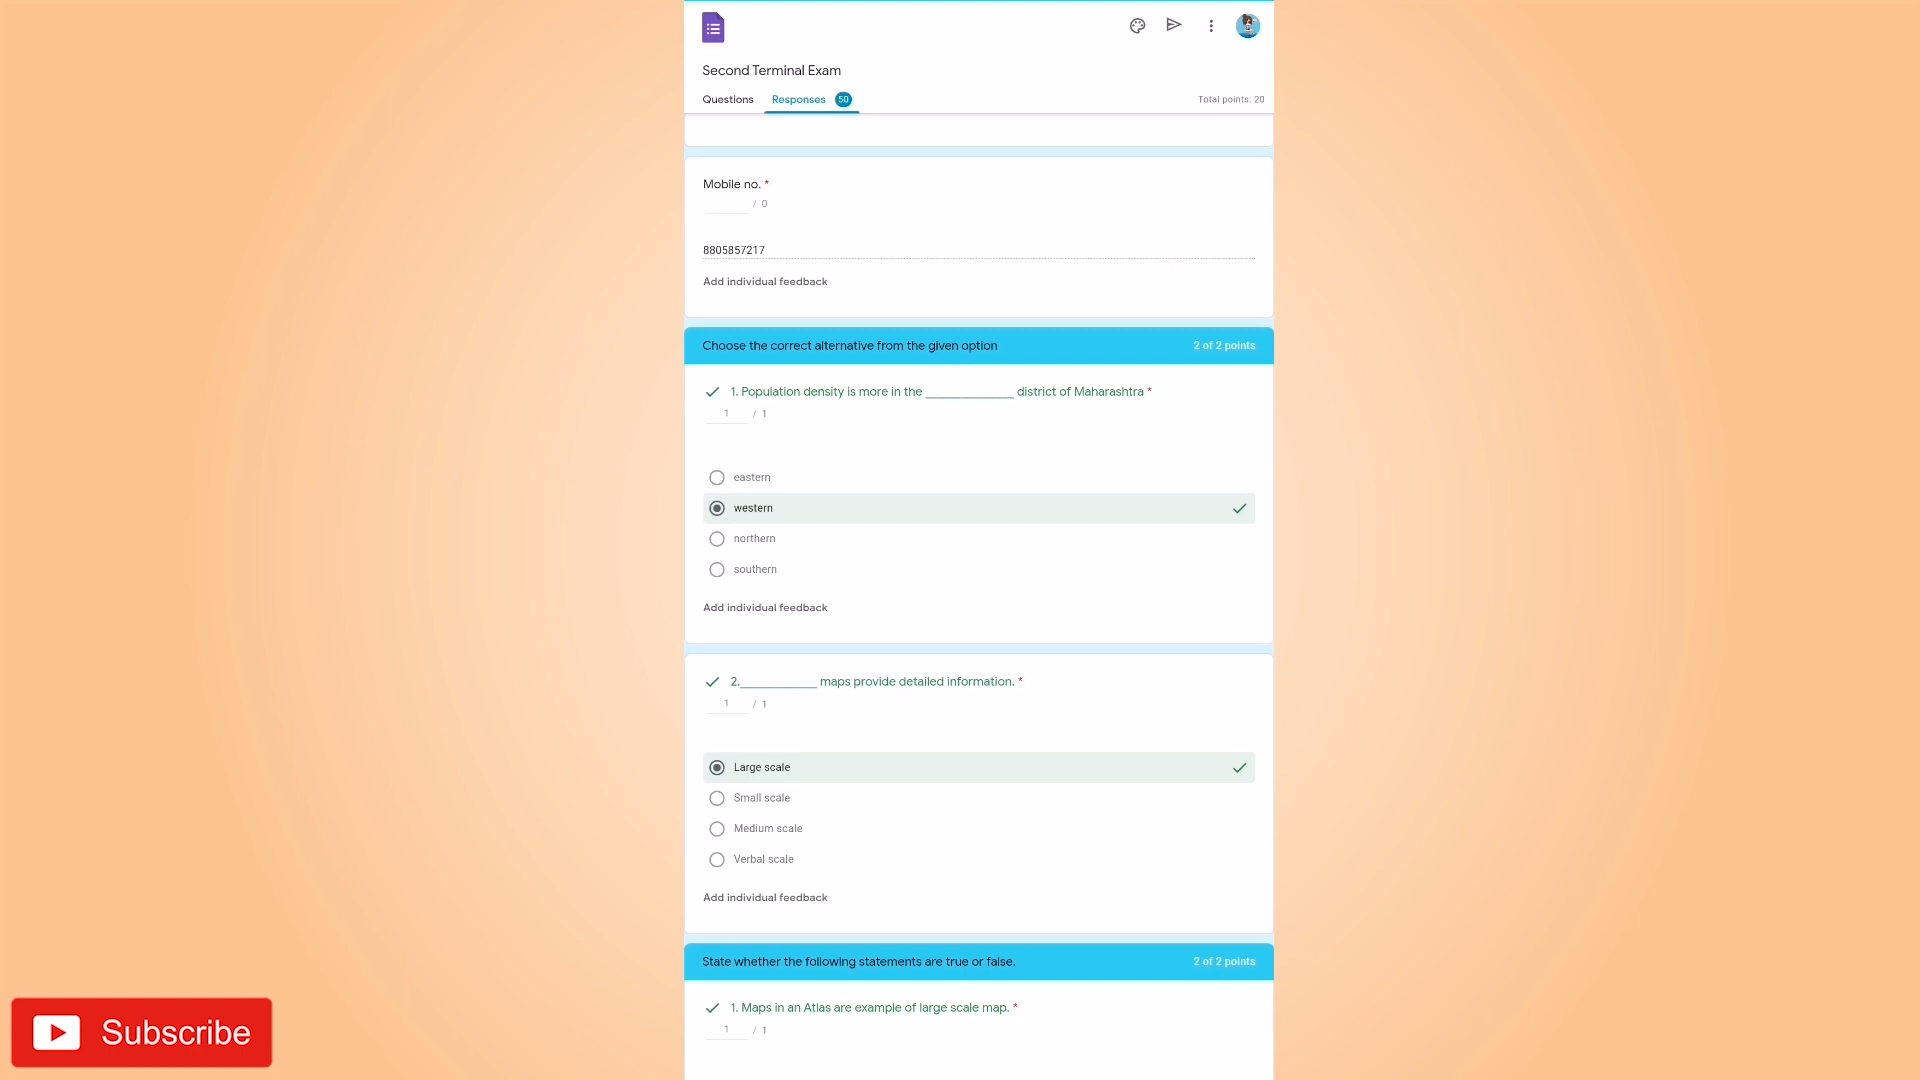 Second Terminal Exam
Questions Responses 50 Total points: 20
Mobile no. *
/ 0
8805857217
Add individual feedback
Choose the correct alternative from the given option 2 of 2 points
1. Population density is more in the ______________ district of Maharashtra *
1 / 1
eastern
western
northern
southern
Add individual feedback
2.____________ maps provide detailed information. *
1 / 1
Large scale
Small scale
Medium scale
Verbal scale
Add individual feedback
State whether the following statements are true or false. 2 of 2 points
1. Maps in an Atlas are example of large scale map. *
1 / 1
Subscribe